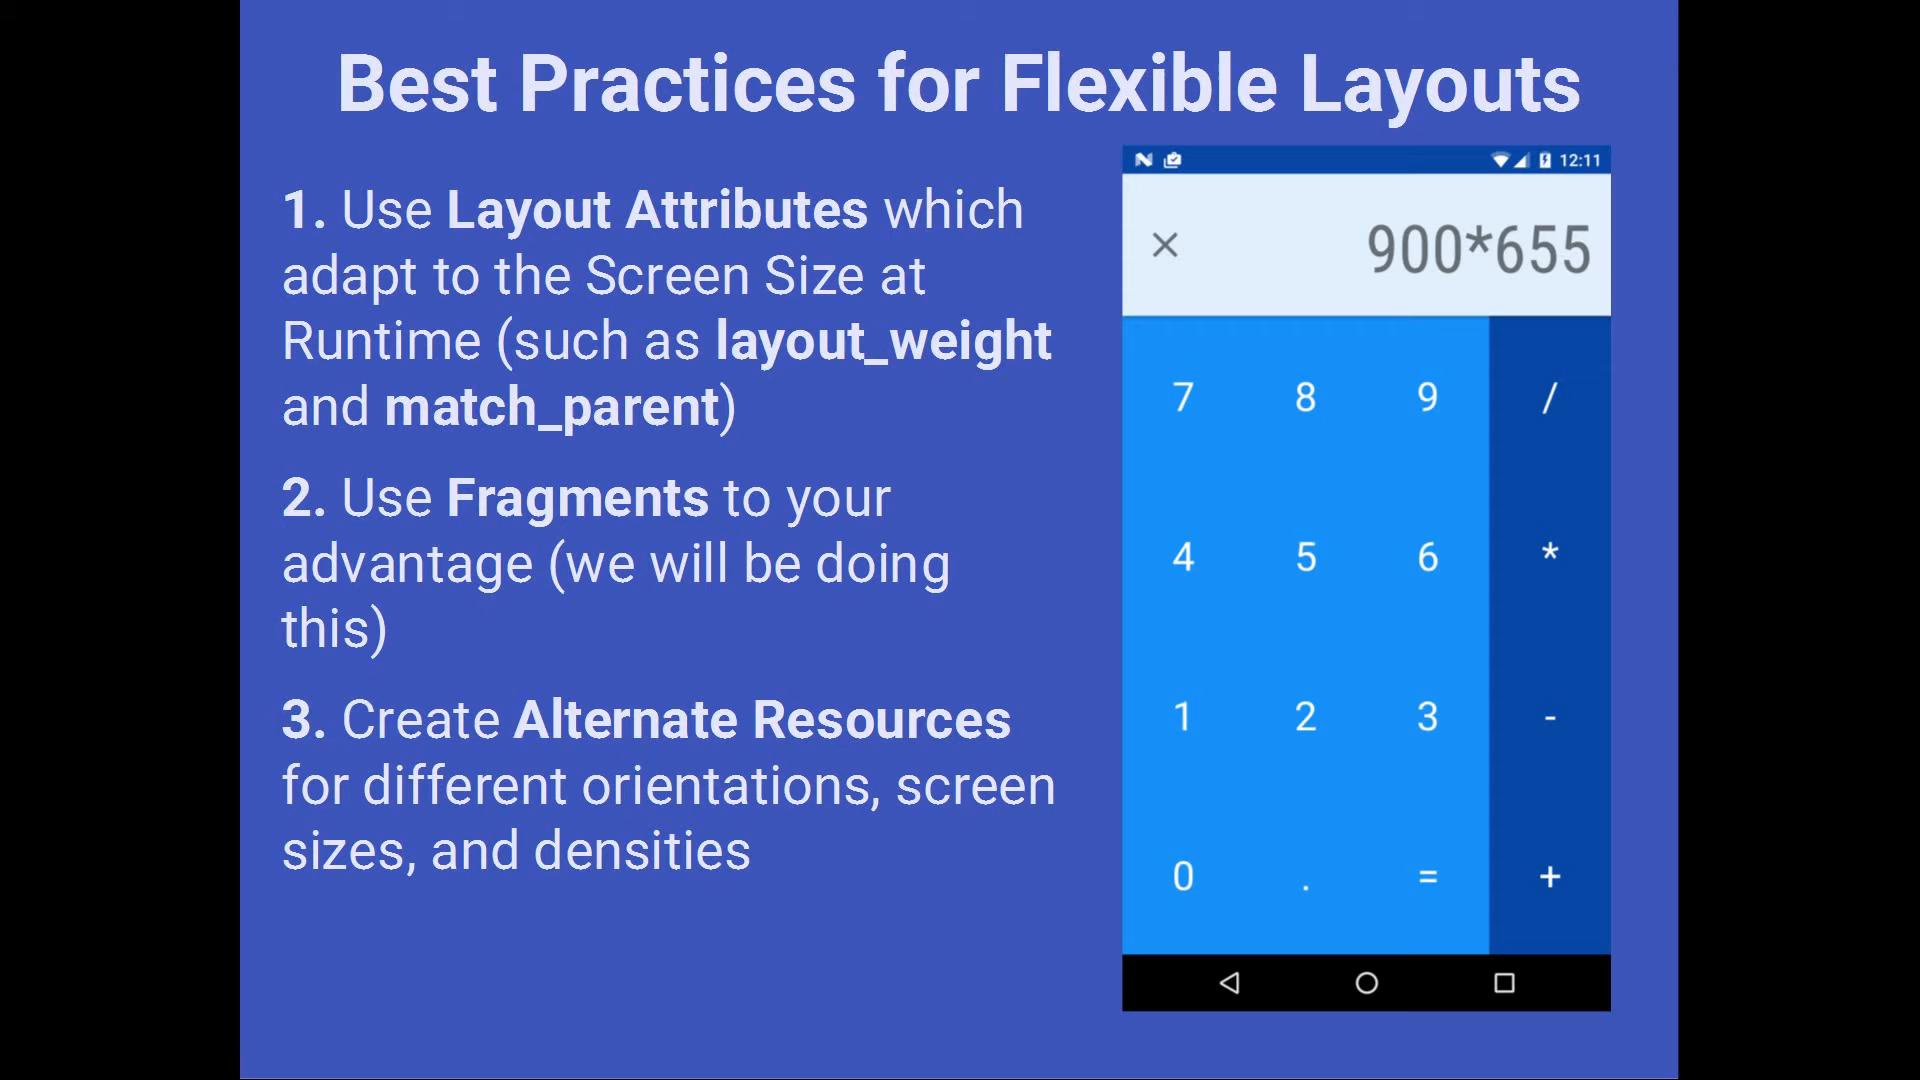 Best Practices for Flexible Layouts
1. Use Layout Attributes which
adapt to the Screen Size at
Runtime (such as layout_weight
and match_parent)
2. Use Fragments to your
advantage (we will be doing
this)
3. Create Alternate Resources
for different orientations, screen
sizes, and densities
12:11
900*655
7 8 9 /
4 5 6 *
1 2 3 -
0 . = +